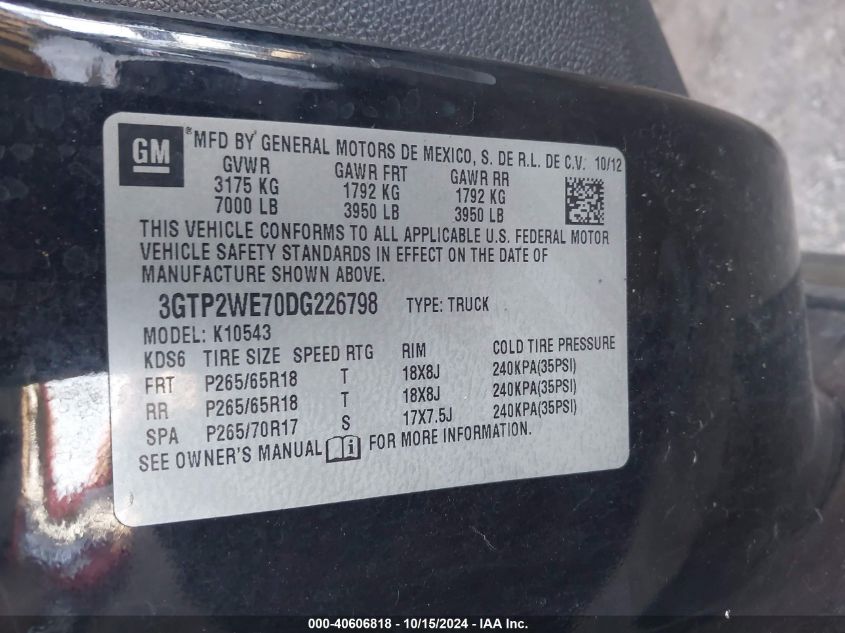 GM
MFD BY GENERAL MOTORS DE MEXICO, S. DE R.L. DE C.V. 10/12
GVWR GAWR FRT GAWR RR
3175 KG 1792 KG 1792 KG
7000 LB 3950 LB 3950 LB
THIS VEHICLE CONFORMS TO ALL APPLICABLE U.S. FEDERAL MOTOR
VEHICLE SAFETY STANDARDS IN EFFECT ON THE DATE OF
MANUFACTURE SHOWN ABOVE.
3GTP2WE70DG226798 TYPE: TRUCK
MODEL: K10543
KDS6 TIRE SIZE SPEED RTG RIM COLD TIRE PRESSURE
FRT P265/65R18 T 18X8J 240KPA(35PSI)
RR P265/65R18 T 18X8J 240KPA(35PSI)
SPA P265/70R17 S 17X7.5J 240KPA(35PSI)
SEE OWNER'S MANUAL i FOR MORE INFORMATION.
000-40606818 - 10/15/2024 - IAA Inc.